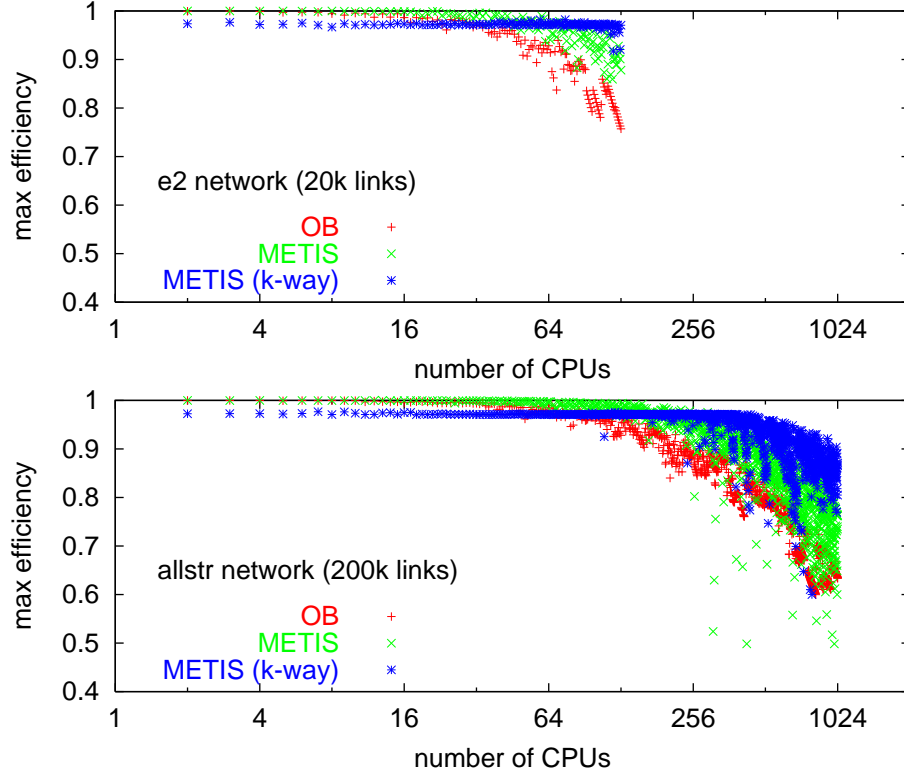 1
0.9
0.8
0.7
0.6
0.5
0.4
max efficiency
e2 network (20k links)
OB
METIS
METIS (k-way)
1 4 16 64 256 1024
number of CPUs
1
0.9
0.8
0.7
0.6
0.5
0.4
max efficiency
allstr network (200k links)
OB
METIS
METIS (k-way)
1 4 16 64 256 1024
number of CPUs